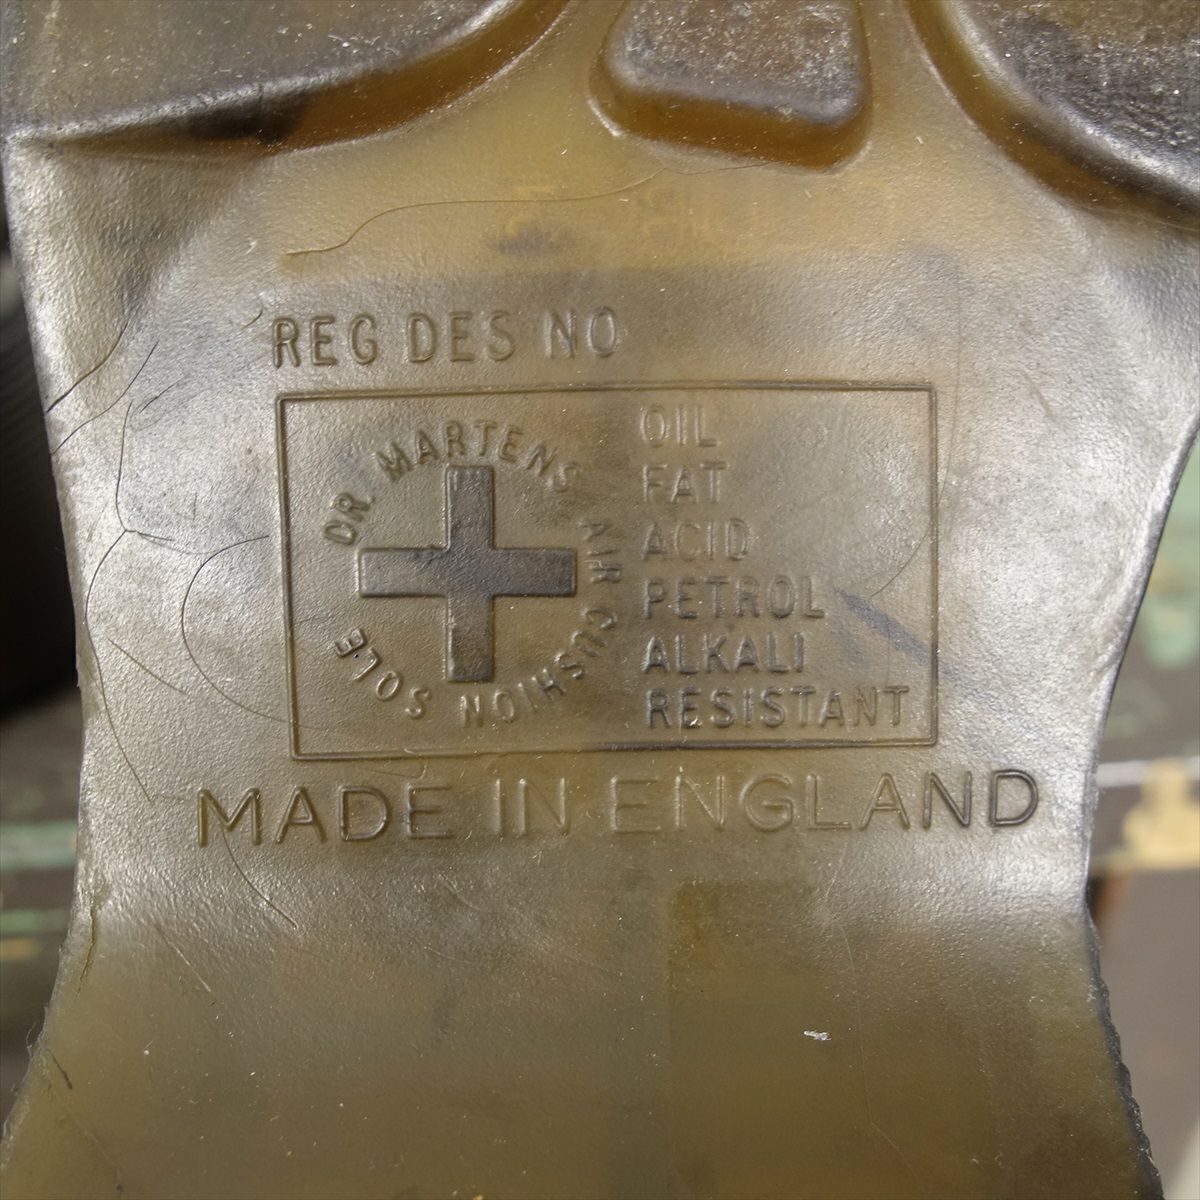 REG DES NO
DR. MARTENS
AIR CUSHION SOLE
OIL
FAT
ACID
PETROL
ALKALI
RESISTANT
MADE IN ENGLAND